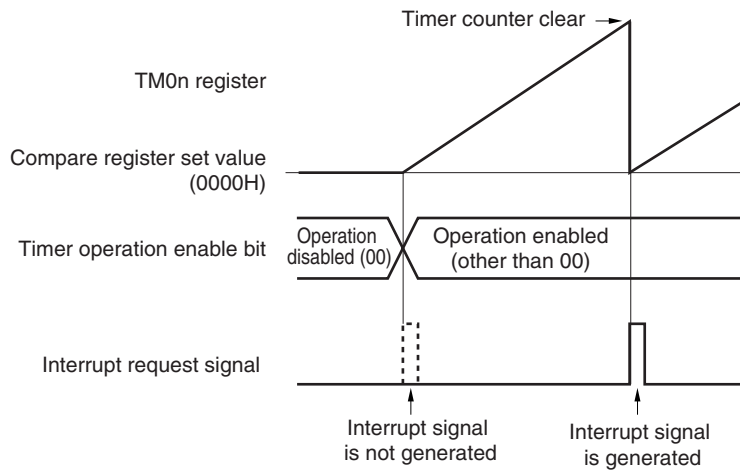 Timer counter clear
TM0n register
Compare register set value
(0000H)
Timer operation enable bit
Operation
disabled (00)
Operation enabled
(other than 00)
Interrupt request signal
Interrupt signal
is not generated
Interrupt signal
is generated